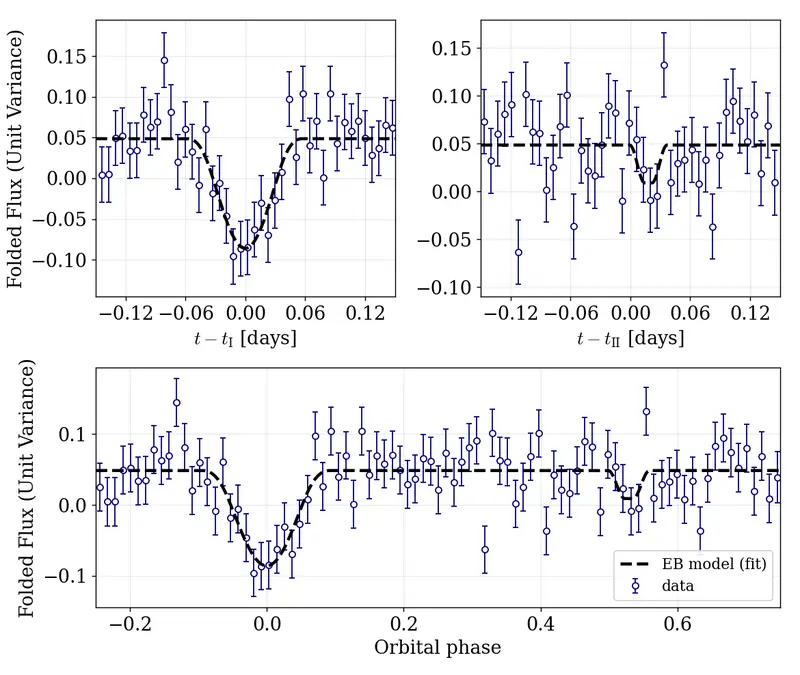 Folded Flux (Unit Variance)
0.15
0.10
0.05
0.00
−0.05
−0.10
−0.12 −0.06 0.00 0.06 0.12
t − tI [days]
0.15
0.10
0.05
0.00
−0.05
−0.10
−0.12 −0.06 0.00 0.06 0.12
t − tII [days]
Folded Flux (Unit Variance)
0.1
0.0
−0.1
−0.2 0.0 0.2 0.4 0.6
Orbital phase
EB model (fit)
data